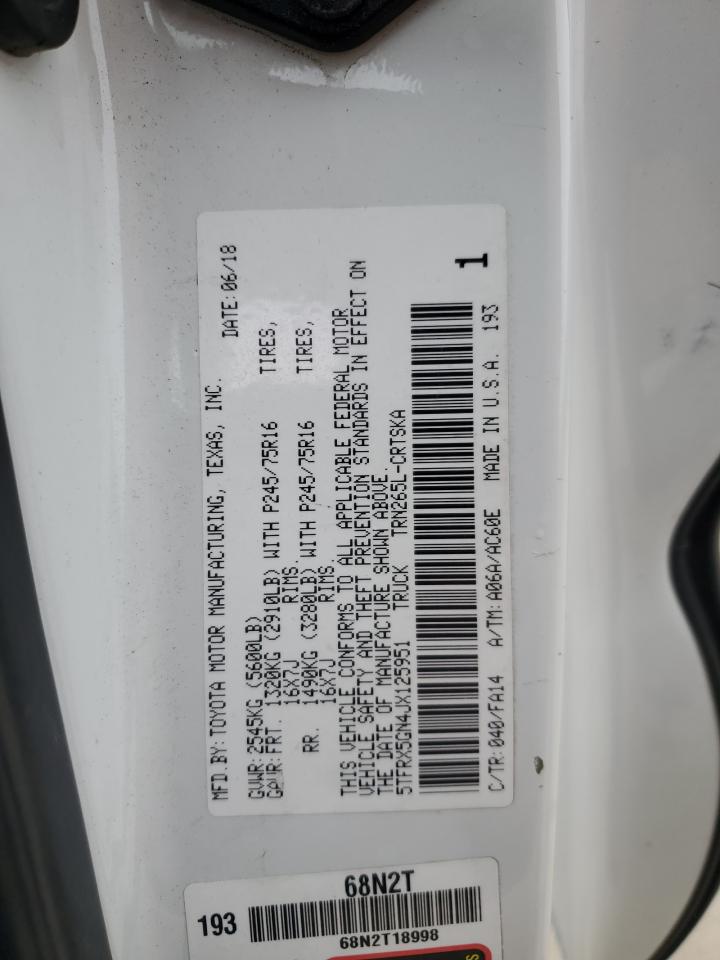 MFD.BY:TOYOTA MOTOR MANUFACTURING, TEXAS, INC. DATE:06/18
GVWR:2545KG (5600LB)
GAWR:FRT. 1320KG (2910LB) WITH P245/75R16 TIRES,
16X7J RIMS.
RR. 1490KG (3280LB) WITH P245/75R16 TIRES,
16X7J RIMS.
THIS VEHICLE CONFORMS TO ALL APPLICABLE FEDERAL MOTOR
VEHICLE SAFETY AND THEFT PREVENTION STANDARDS IN EFFECT ON
THE DATE OF MANUFACTURE SHOWN ABOVE.
5TFRX5GN4JX125951 TRUCK TRN265L-CRTSKA
1
C/TR:040/FA14 A/TM:A06A/AC60E MADE IN U.S.A. 193
68N2T
193
68N2T18998